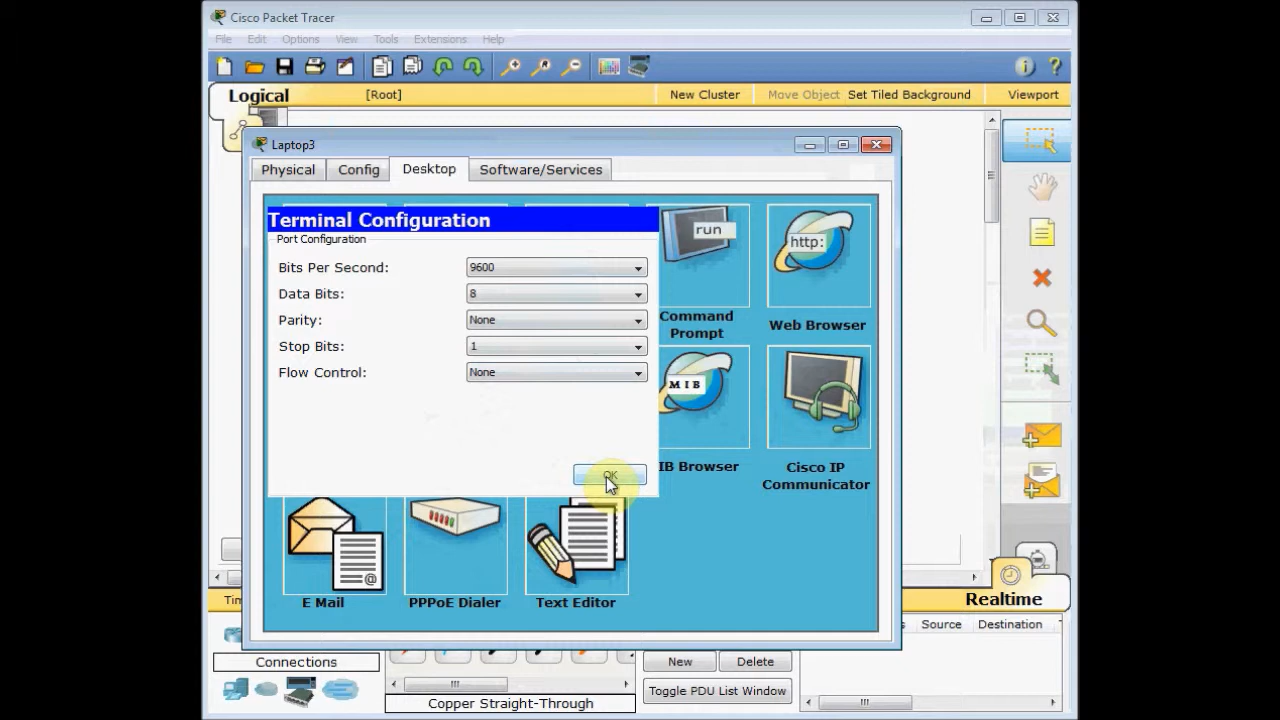 Cisco Packet Tracer
File Edit Options View Tools Extensions Help
Logical [Root] New Cluster Move Object Set Tiled Background Viewport
Laptop3
Physical Config Desktop Software/Services
Terminal Configuration
Port Configuration
Bits Per Second: 9600
Data Bits: 8
Parity: None
Stop Bits: 1
Flow Control: None
OK
run
http:
Command
Prompt
Web Browser
MIB
IB Browser
Cisco IP
Communicator
@
E Mail PPPoE Dialer Text Editor
Realtime
Source Destination
Connections
New Delete
Toggle PDU List Window
Copper Straight-Through